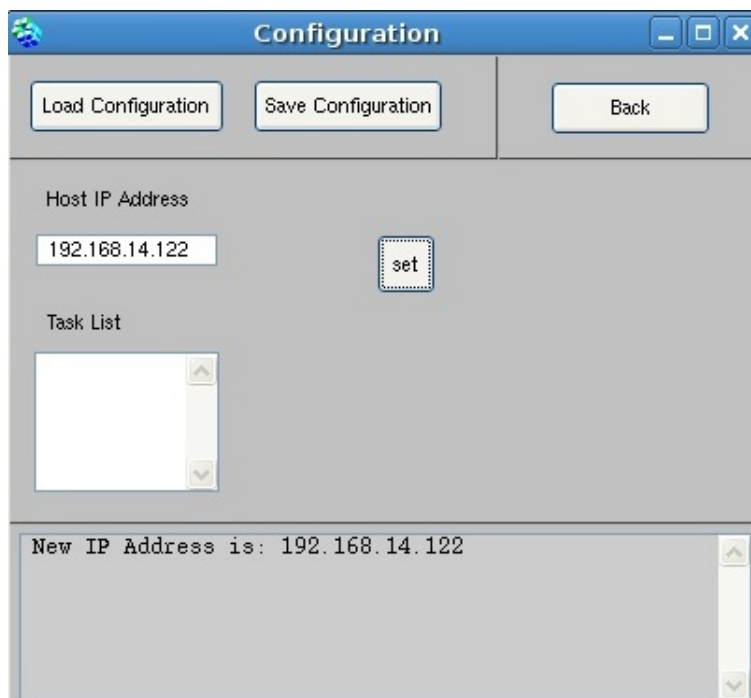 Configuration
Load Configuration
Save Configuration
Back
Host IP Address
192.168.14.122
set
Task List
New IP Address is: 192.168.14.122